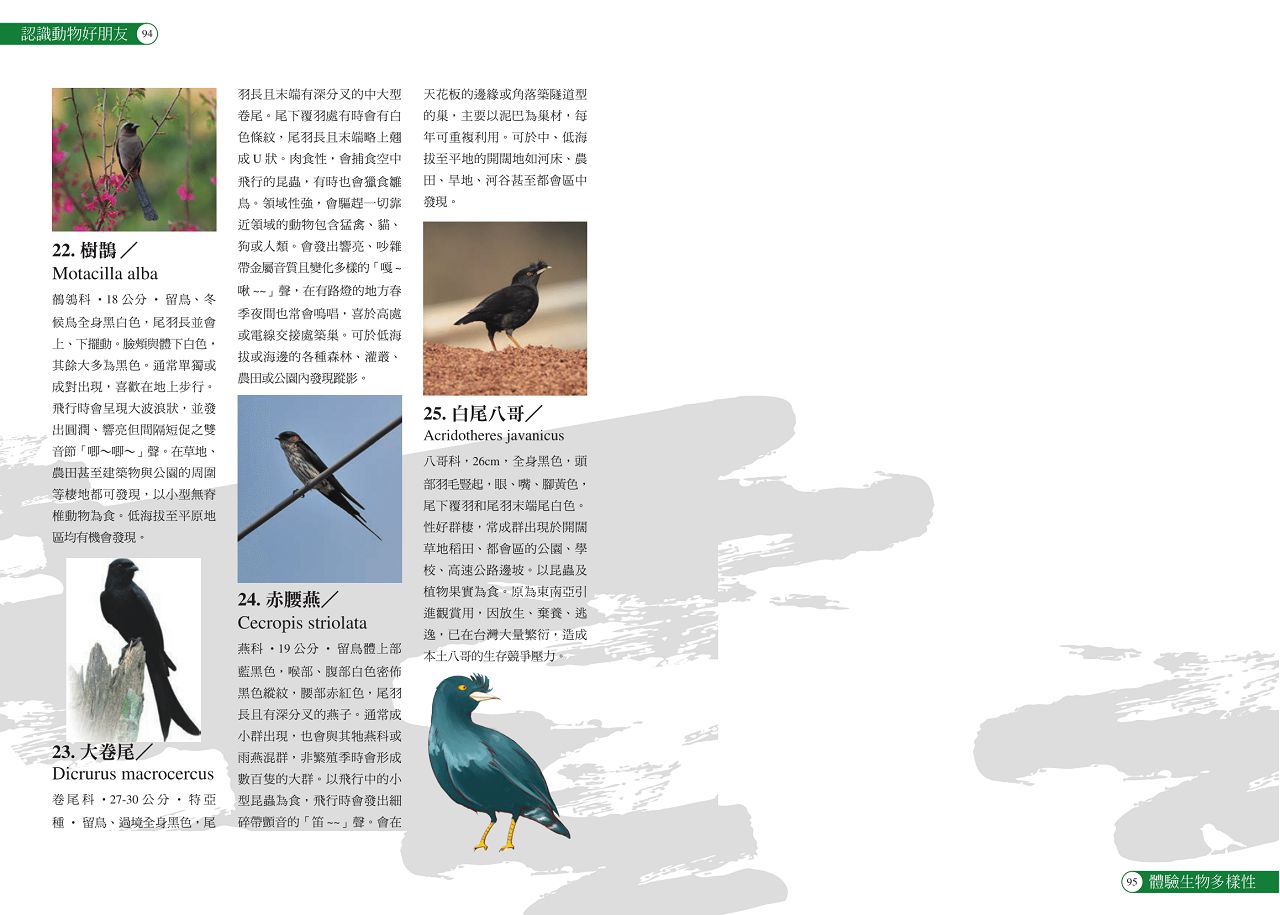 認識動物好朋友 94
22. 樹鵲／
Motacilla alba
鶺鴒科・18 公分・ 留鳥、冬
候鳥全身黑白色，尾羽長並會
上、下擺動。臉頰與體下白色，
其餘大多為黑色。通常單獨或
成對出現，喜歡在地上步行。
飛行時會呈現大波浪狀，並發
出圓潤、響亮但間隔短促之雙
音節「唧～唧～」聲。在草地、
農田甚至建築物與公園的周圍
等棲地都可發現，以小型無脊
椎動物為食。低海拔至平原地
區均有機會發現。
23. 大卷尾／
Dicrurus macrocercus
卷尾科・27-30 公分・特亞
種・ 留鳥、過境全身黑色，尾
羽長且末端有深分叉的中大型
卷尾。尾下覆羽處有時會有白
色條紋，尾羽長且末端略上翹
成 U 狀。肉食性，會捕食空中
飛行的昆蟲，有時也會獵食雛
鳥。領域性強，會驅趕一切靠
近領域的動物包含猛禽、貓、
狗或人類。會發出響亮、吵雜
帶金屬音質且變化多樣的「嘎 ~
啾 ~~」聲，在有路燈的地方春
季夜間也常會鳴唱，喜於高處
或電線交接處築巢。可於低海
拔或海邊的各種森林、灌叢、
農田或公園內發現蹤影。
24. 赤腰燕／
Cecropis striolata
燕科・19 公分・ 留鳥體上部
藍黑色，喉部、腹部白色密佈
黑色縱紋，腰部赤紅色，尾羽
長且有深分叉的燕子。通常成
小群出現，也會與其牠燕科或
雨燕混群，非繁殖季時會形成
數百隻的大群。以飛行中的小
型昆蟲為食，飛行時會發出細
碎帶顫音的「笛 ~~」聲。會在
天花板的邊緣或角落築隧道型
的巢，主要以泥巴為巢材，每
年可重複利用。可於中、低海
拔至平地的開闊地如河床、農
田、旱地、河谷甚至都會區中
發現。
25. 白尾八哥／
Acridotheres javanicus
八哥科，26cm，全身黑色，頭
部羽毛豎起，眼、嘴、腳黃色，
尾下覆羽和尾羽末端尾白色。
性好群棲，常成群出現於開闊
草地稻田、都會區的公園、學
校、高速公路邊坡。以昆蟲及
植物果實為食。原為東南亞引
進觀賞用，因放生、棄養、逃
逸，已在台灣大量繁衍，造成
本土八哥的生存競爭壓力。
95 體驗生物多樣性